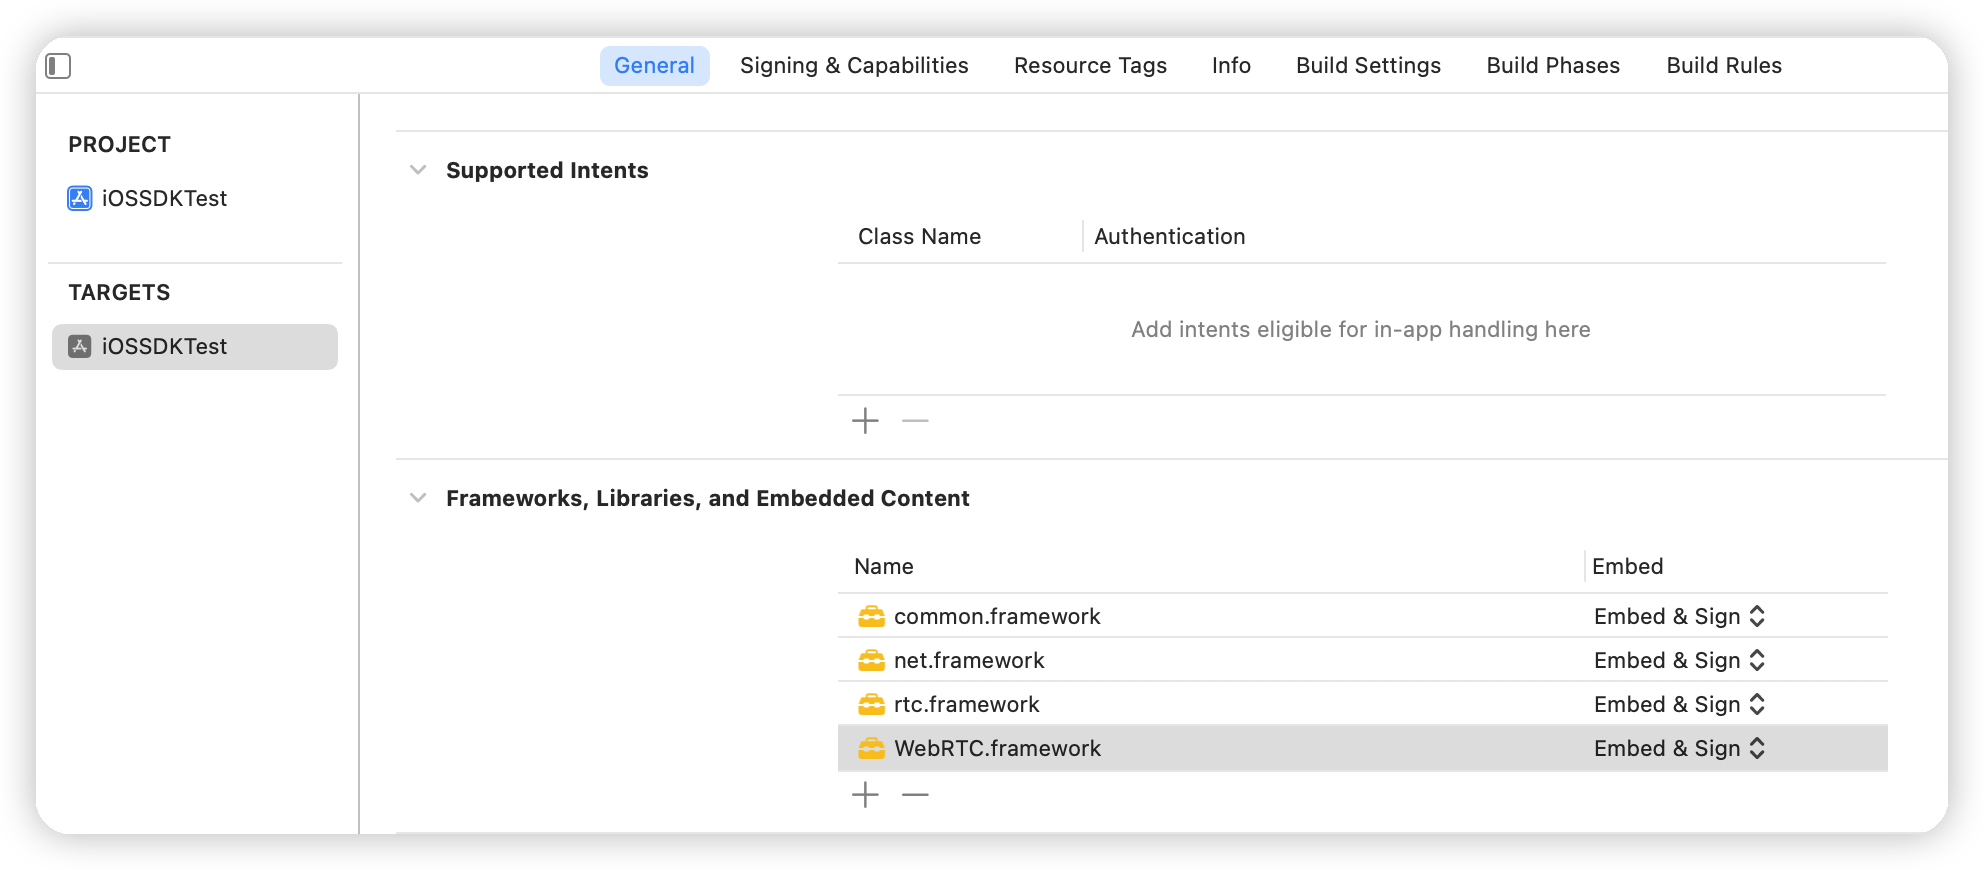 General Signing & Capabilities Resource Tags Info Build Settings Build Phases Build Rules
PROJECT
iOSSDKTest
TARGETS
iOSSDKTest
Supported Intents
Class Name Authentication
Add intents eligible for in-app handling here
Frameworks, Libraries, and Embedded Content
Name Embed
common.framework Embed & Sign
net.framework Embed & Sign
rtc.framework Embed & Sign
WebRTC.framework Embed & Sign